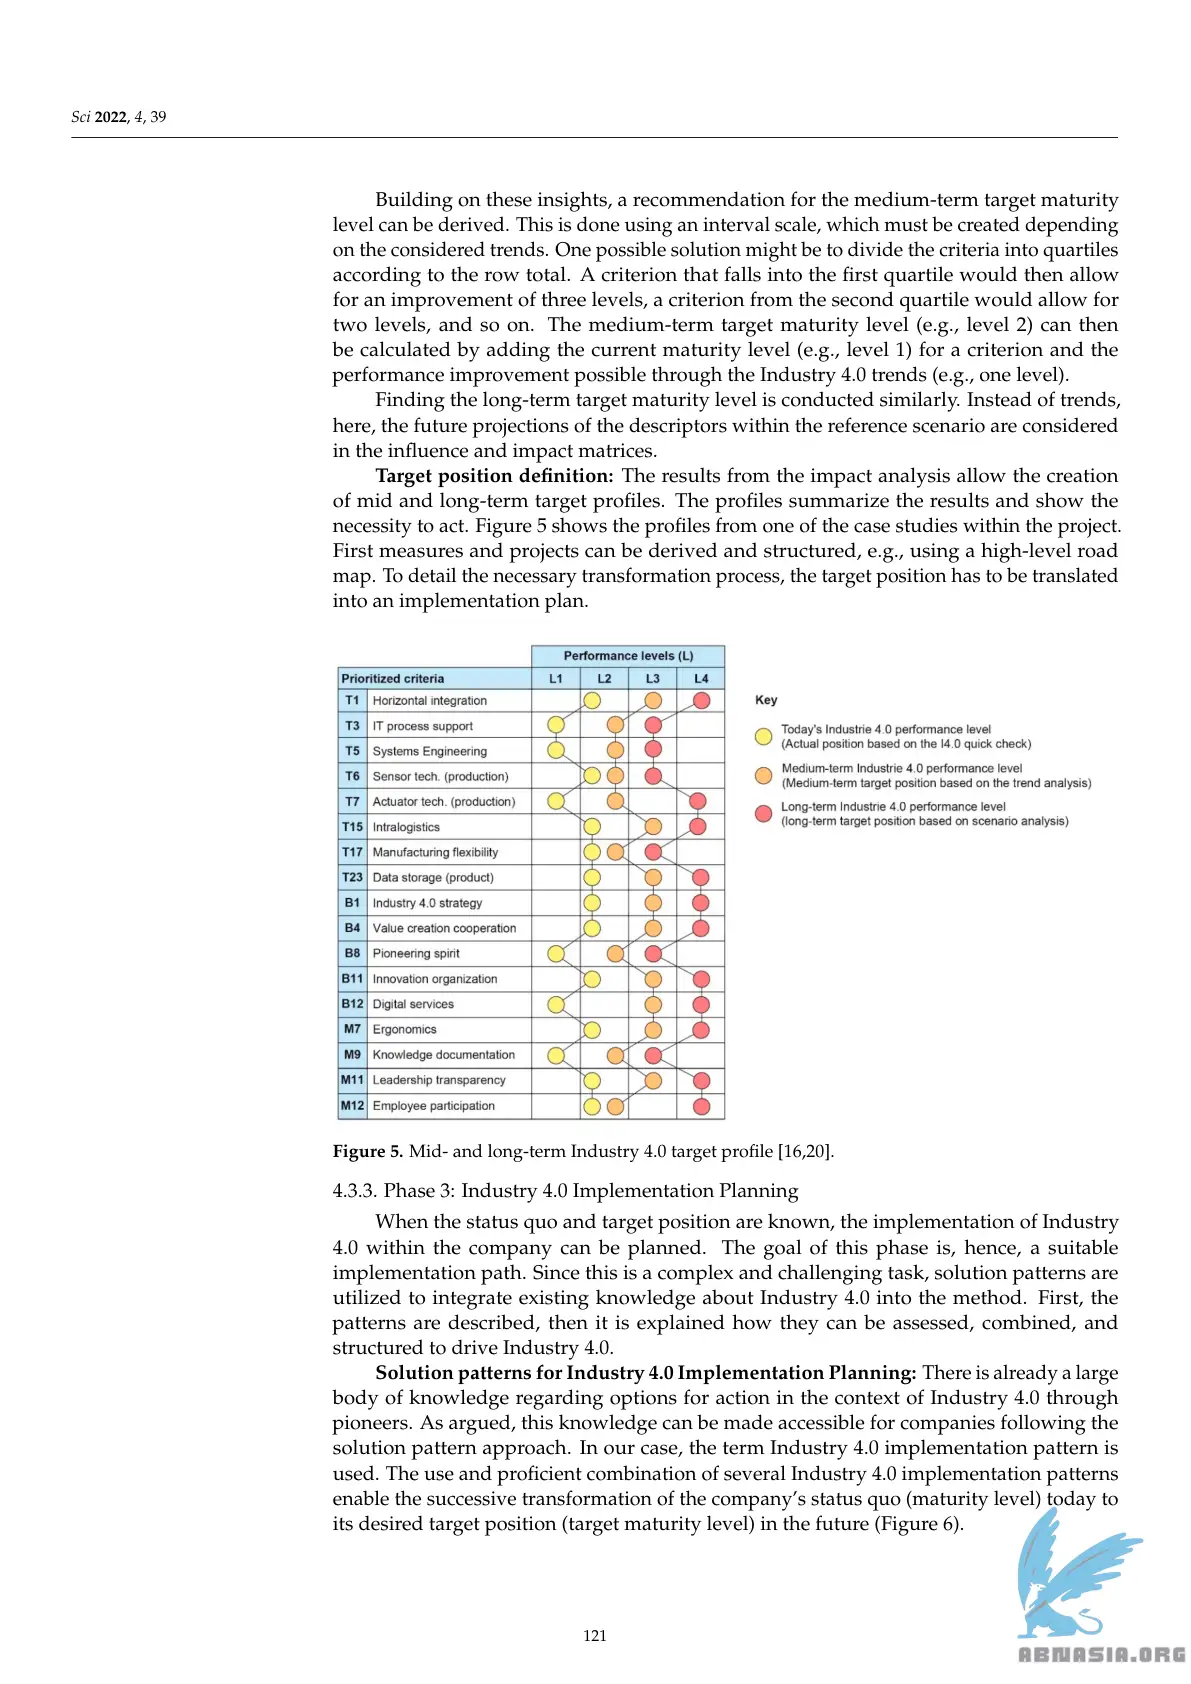 Sci 2022, 4, 39
Building on these insights, a recommendation for the medium-term target maturity
level can be derived. This is done using an interval scale, which must be created depending
on the considered trends. One possible solution might be to divide the criteria into quartiles
according to the row total. A criterion that falls into the first quartile would then allow
for an improvement of three levels, a criterion from the second quartile would allow for
two levels, and so on. The medium-term target maturity level (e.g., level 2) can then
be calculated by adding the current maturity level (e.g., level 1) for a criterion and the
performance improvement possible through the Industry 4.0 trends (e.g., one level).
Finding the long-term target maturity level is conducted similarly. Instead of trends,
here, the future projections of the descriptors within the reference scenario are considered
in the influence and impact matrices.
Target position definition: The results from the impact analysis allow the creation
of mid and long-term target profiles. The profiles summarize the results and show the
necessity to act. Figure 5 shows the profiles from one of the case studies within the project.
First measures and projects can be derived and structured, e.g., using a high-level road
map. To detail the necessary transformation process, the target position has to be translated
into an implementation plan.
Performance levels (L)
Prioritized criteria L1 L2 L3 L4
T1 Horizontal integration
T3 IT process support
T5 Systems Engineering
T6 Sensor tech. (production)
T7 Actuator tech. (production)
T15 Intralogistics
T17 Manufacturing flexibility
T23 Data storage (product)
B1 Industry 4.0 strategy
B4 Value creation cooperation
B8 Pioneering spirit
B11 Innovation organization
B12 Digital services
M7 Ergonomics
M9 Knowledge documentation
M11 Leadership transparency
M12 Employee participation
Key
Today's Industrie 4.0 performance level
(Actual position based on the I4.0 quick check)
Medium-term Industrie 4.0 performance level
(Medium-term target position based on the trend analysis)
Long-term Industrie 4.0 performance level
(long-term target position based on scenario analysis)
Figure 5. Mid- and long-term Industry 4.0 target profile [16,20].
4.3.3. Phase 3: Industry 4.0 Implementation Planning
When the status quo and target position are known, the implementation of Industry
4.0 within the company can be planned. The goal of this phase is, hence, a suitable
implementation path. Since this is a complex and challenging task, solution patterns are
utilized to integrate existing knowledge about Industry 4.0 into the method. First, the
patterns are described, then it is explained how they can be assessed, combined, and
structured to drive Industry 4.0.
Solution patterns for Industry 4.0 Implementation Planning: There is already a large
body of knowledge regarding options for action in the context of Industry 4.0 through
pioneers. As argued, this knowledge can be made accessible for companies following the
solution pattern approach. In our case, the term Industry 4.0 implementation pattern is
used. The use and proficient combination of several Industry 4.0 implementation patterns
enable the successive transformation of the company's status quo (maturity level) today to
its desired target position (target maturity level) in the future (Figure 6).
121
ABNASIA.ORG